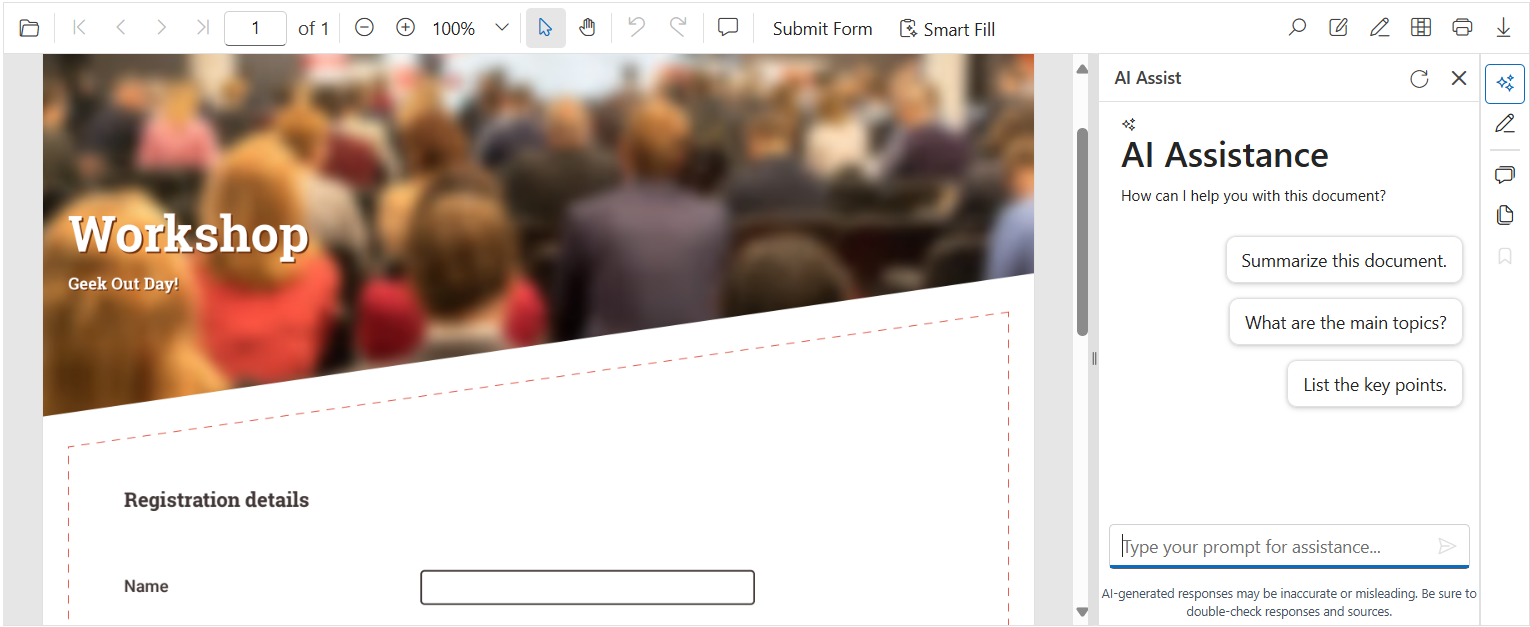 1 of 1 100% Submit Form Smart Fill
Workshop
Geek Out Day!
Registration details
Name
AI Assist
AI Assistance
How can I help you with this document?
Summarize this document.
What are the main topics?
List the key points.
Type your prompt for assistance...
AI-generated responses may be inaccurate or misleading. Be sure to
double-check responses and sources.